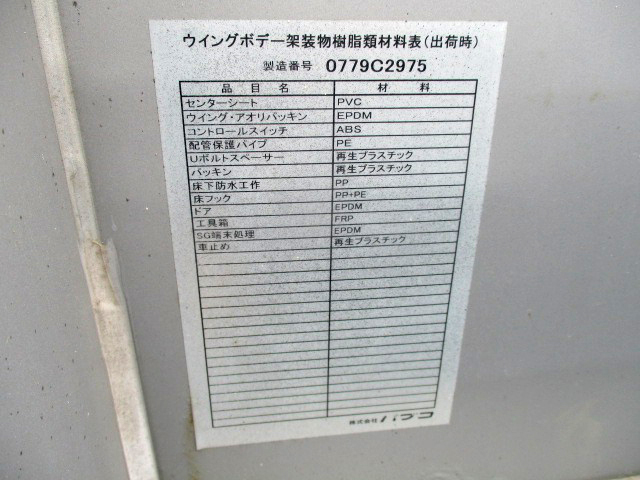 ウイングボデー架装物樹脂類材料表(出荷時)
製造番号 0779C2975
品目名 材料
センターシート PVC
ウイング・アオリパッキン EPDM
コントロールスイッチ ABS
配管保護パイプ PE
Uボルトスペーサー 再生プラスチック
パッキン 再生プラスチック
床下防水工作 PP
床フック PP+PE
ドア EPDM
工具箱 FRP
SG端末処理 EPDM
車止め 再生プラスチック
株式会社 パブコ